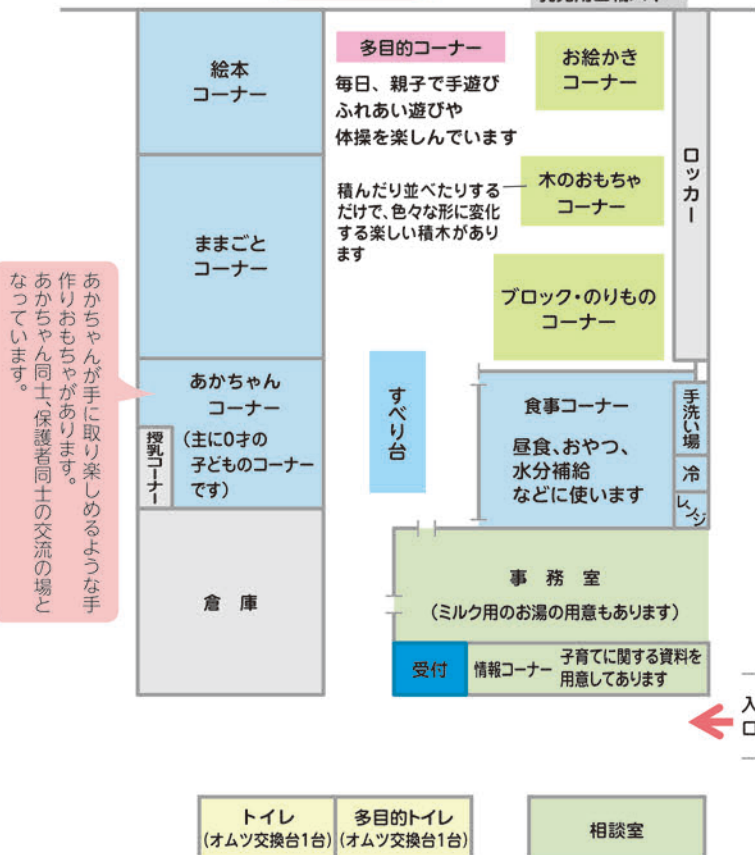 絵本
コーナー
多目的コーナー
毎日、親子で手遊び
ふれあい遊びや
体操を楽しんでいます
お絵かき
コーナー
ロッカー
積んだり並べたりする
だけで、色々な形に変化
する楽しい積木があり
ます
木のおもちゃ
コーナー
ままごと
コーナー
ブロック・のりもの
コーナー
あかちゃんが手に取り楽しめるような手
作りおもちゃがあります。
あかちゃん同士、保護者同士の交流の場と
なっています。
あかちゃん
コーナー
(主に0才の
子どものコーナー
です)
授乳コーナー
すべり台
食事コーナー
昼食、おやつ、
水分補給
などに使います
手洗い場
冷
レンジ
倉 庫
事 務 室
(ミルク用のお湯の用意もあります)
受付
情報コーナー
子育てに関する資料を
用意してあります
入
口
トイレ
(オムツ交換台1台)
多目的トイレ
(オムツ交換台1台)
相談室